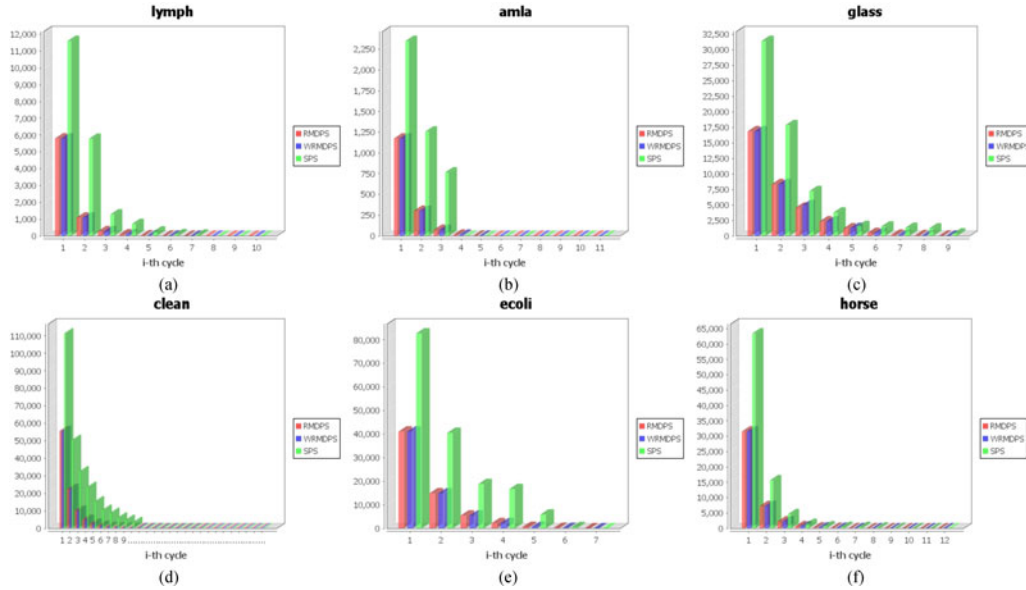 lymph
12,000
11,000
10,000
9,000
8,000
7,000
6,000
5,000
4,000
3,000
2,000
1,000
0
1 2 3 4 5 6 7 8 9 10
i-th cycle
RMDPS
WRMDPS
SPS
(a)
amla
2,250
2,000
1,750
1,500
1,250
1,000
750
500
250
0
1 2 3 4 5 6 7 8 9 10 11
i-th cycle
RMDPS
WRMDPS
SPS
(b)
glass
32,500
30,000
27,500
25,000
22,500
20,000
17,500
15,000
12,500
10,000
7,500
5,000
2,500
0
1 2 3 4 5 6 7 8 9
i-th cycle
RMDPS
WRMDPS
SPS
(c)
clean
110,000
100,000
90,000
80,000
70,000
60,000
50,000
40,000
30,000
20,000
10,000
0
1 2 3 4 5 6 7 8 9
i-th cycle
RMDPS
WRMDPS
SPS
(d)
ecoli
80,000
70,000
60,000
50,000
40,000
30,000
20,000
10,000
0
1 2 3 4 5 6 7
i-th cycle
RMDPS
WRMDPS
SPS
(e)
horse
65,000
60,000
55,000
50,000
45,000
40,000
35,000
30,000
25,000
20,000
15,000
10,000
5,000
0
1 2 3 4 5 6 7 8 9 10 11 12
i-th cycle
RMDPS
WRMDPS
SPS
(f)